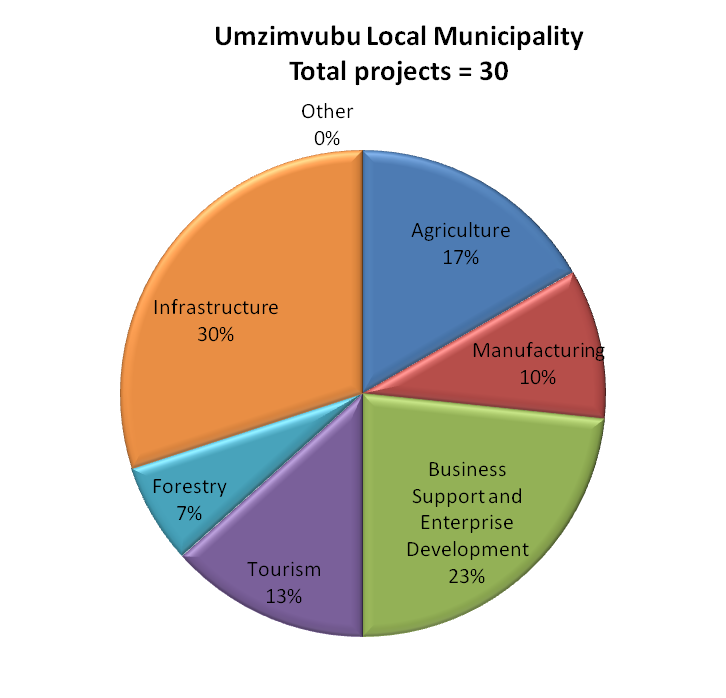 Umzimvubu Local Municipality
Total projects = 30
Other
0%
Agriculture
17%
Manufacturing
10%
Business
Support and
Enterprise
Development
23%
Tourism
13%
Forestry
7%
Infrastructure
30%